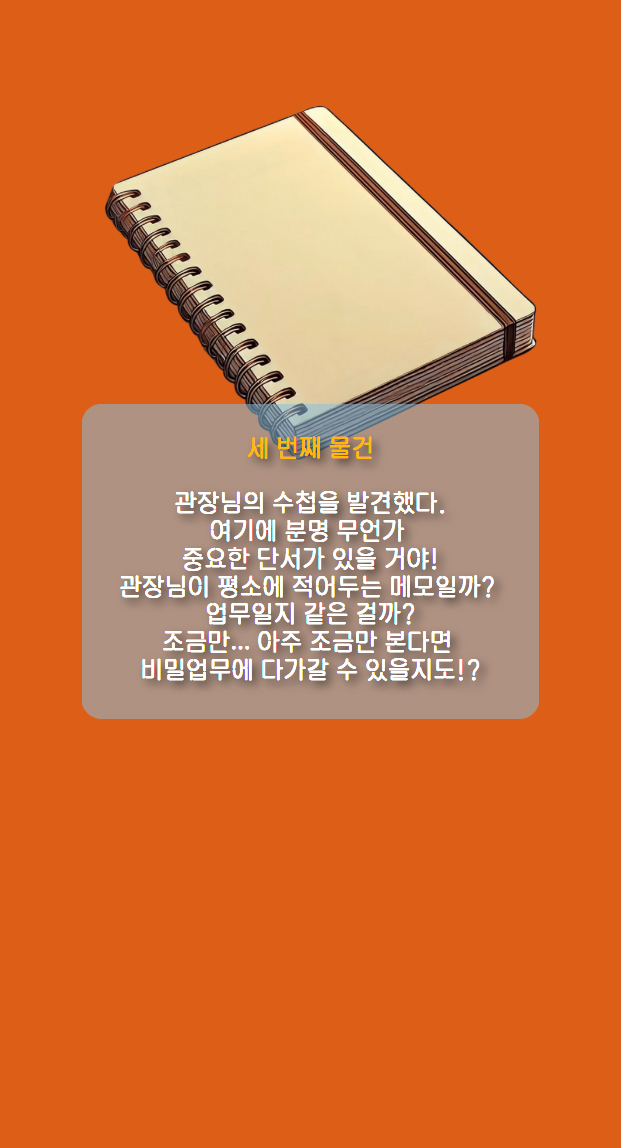 세 번째 물건
관장님의 수첩을 발견했다.
여기에 분명 무언가
중요한 단서가 있을 거야!
관장님이 평소에 적어두는 메모일까?
업무일지 같은 걸까?
조금만... 아주 조금만 본다면
비밀업무에 다가갈 수 있을지도!?